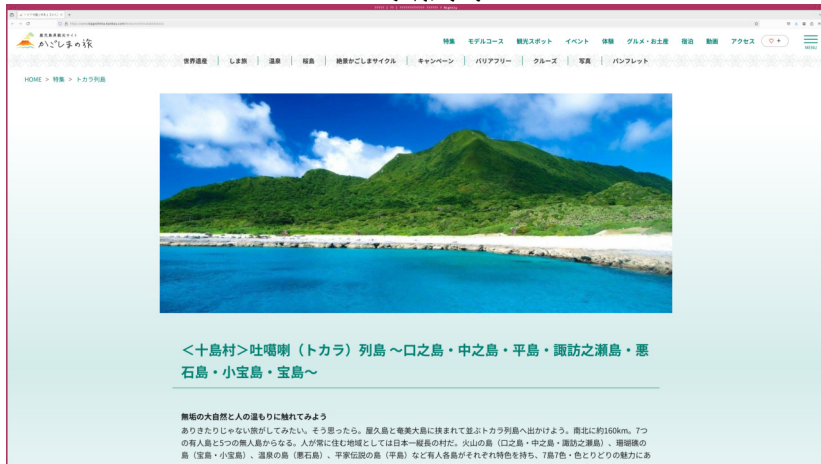 鹿児島県観光サイト
かごしまの旅
特集 モデルコース 観光スポット イベント 体験 グルメ・お土産 宿泊 動画 アクセス ♡ +
MENU
世界遺産 | しま旅 | 温泉 | 桜島 | 絶景かごしまサイクル | キャンペーン | バリアフリー | クルーズ | 写真 | パンフレット
HOME > 特集 > トカラ列島
＜十島村＞吐噶喇（トカラ）列島 ～口之島・中之島・平島・諏訪之瀬島・悪
石島・小宝島・宝島～
無垢の大自然と人の温もりに触れてみよう
ありきたりじゃない旅がしてみたい。そう思ったら。屋久島と奄美大島に挟まれて並ぶトカラ列島へ出かけよう。南北に約160km。7つ
の有人島と5つの無人島からなる。人が常に住む地域としては日本一縦長の村だ。火山の島（口之島・中之島・諏訪之瀬島）、珊瑚礁の
島（宝島・小宝島）、温泉の島（悪石島）、平家伝説の島（平島）など有人各島がそれぞれ特色を持ち、7島7色・色とりどりの魅力にあ